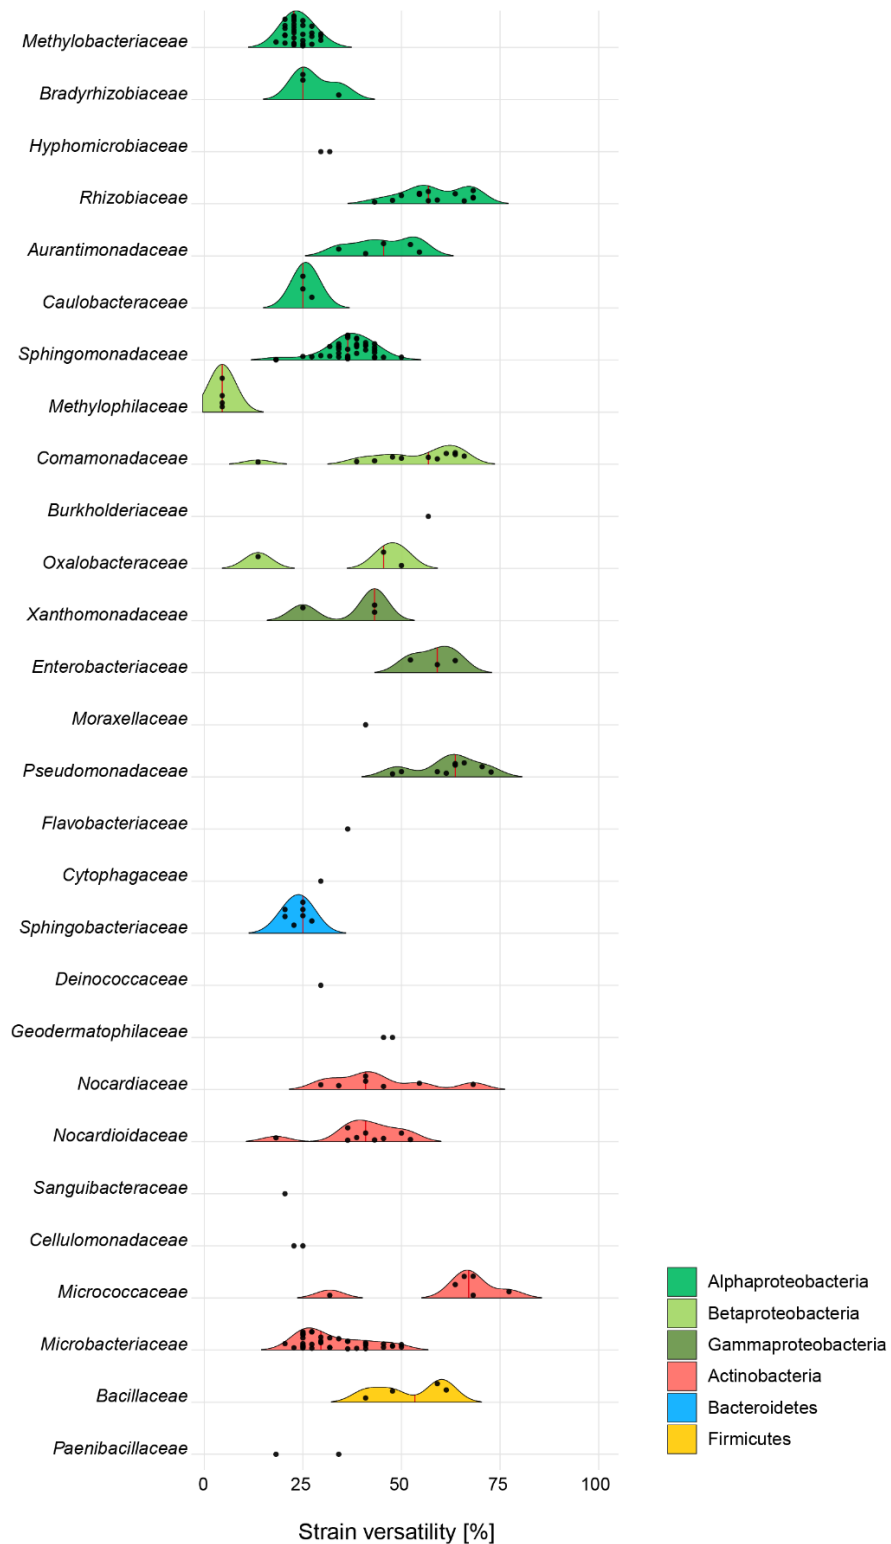 Methylobacteriaceae
Bradyrhizobiaceae
Hyphomicrobiaceae
Rhizobiaceae
Aurantimonadaceae
Caulobacteraceae
Sphingomonadaceae
Methylophilaceae
Comamonadaceae
Burkholderiaceae
Oxalobacteraceae
Xanthomonadaceae
Enterobacteriaceae
Moraxellaceae
Pseudomonadaceae
Flavobacteriaceae
Cytophagaceae
Sphingobacteriaceae
Deinococcaceae
Geodermatophilaceae
Nocardiaceae
Nocardioidaceae
Sanguibacteraceae
Cellulomonadaceae
Micrococcaceae
Microbacteriaceae
Bacillaceae
Paenibacillaceae
0 25 50 75 100
Strain versatility [%]
Alphaproteobacteria
Betaproteobacteria
Gammaproteobacteria
Actinobacteria
Bacteroidetes
Firmicutes